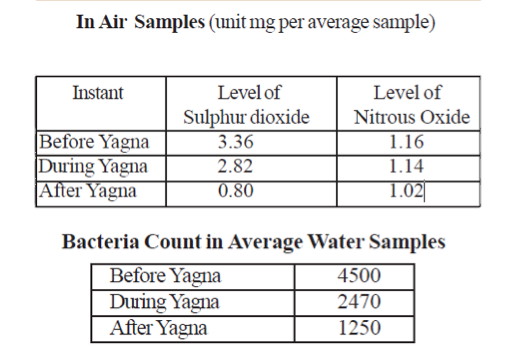 In Air Samples (unit mg per average sample)
Instant Level of Sulphur dioxide Level of Nitrous Oxide
Before Yagna 3.36 1.16
During Yagna 2.82 1.14
After Yagna 0.80 1.02
Bacteria Count in Average Water Samples
Before Yagna 4500
During Yagna 2470
After Yagna 1250